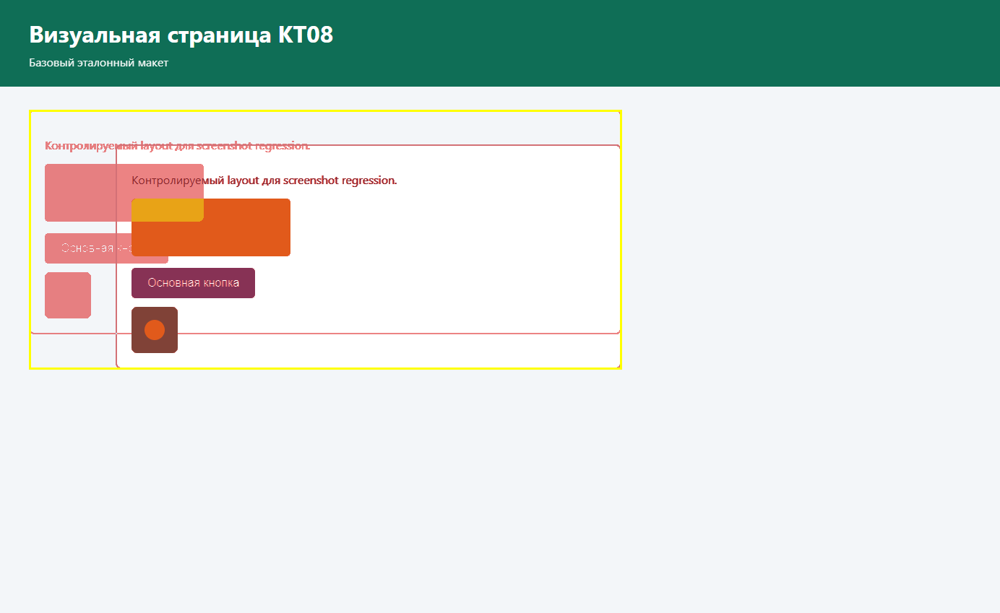 Визуальная страница КТ08
Базовый эталонный макет
Контролируемый layout для screenshot regression.
Контролируемый layout для screenshot regression.
Основная кнопка